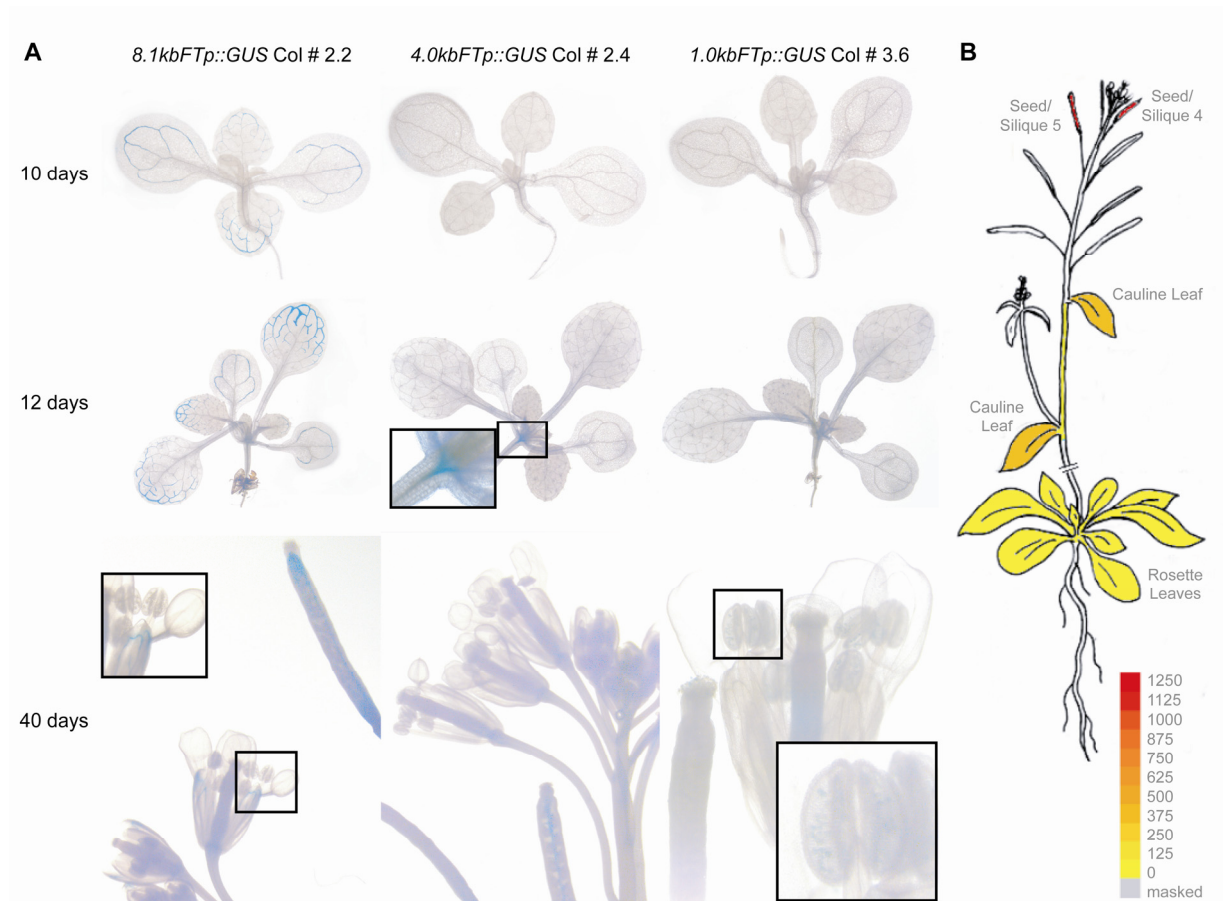 A
8.1kbFTp::GUS Col # 2.2
4.0kbFTp::GUS Col # 2.4
1.0kbFTp::GUS Col # 3.6
10 days
12 days
40 days
B
Seed/
Silique 5
Seed/
Silique 4
Cauline Leaf
Cauline
Leaf
Rosette
Leaves
1250
1125
1000
875
750
625
500
375
250
125
0
masked